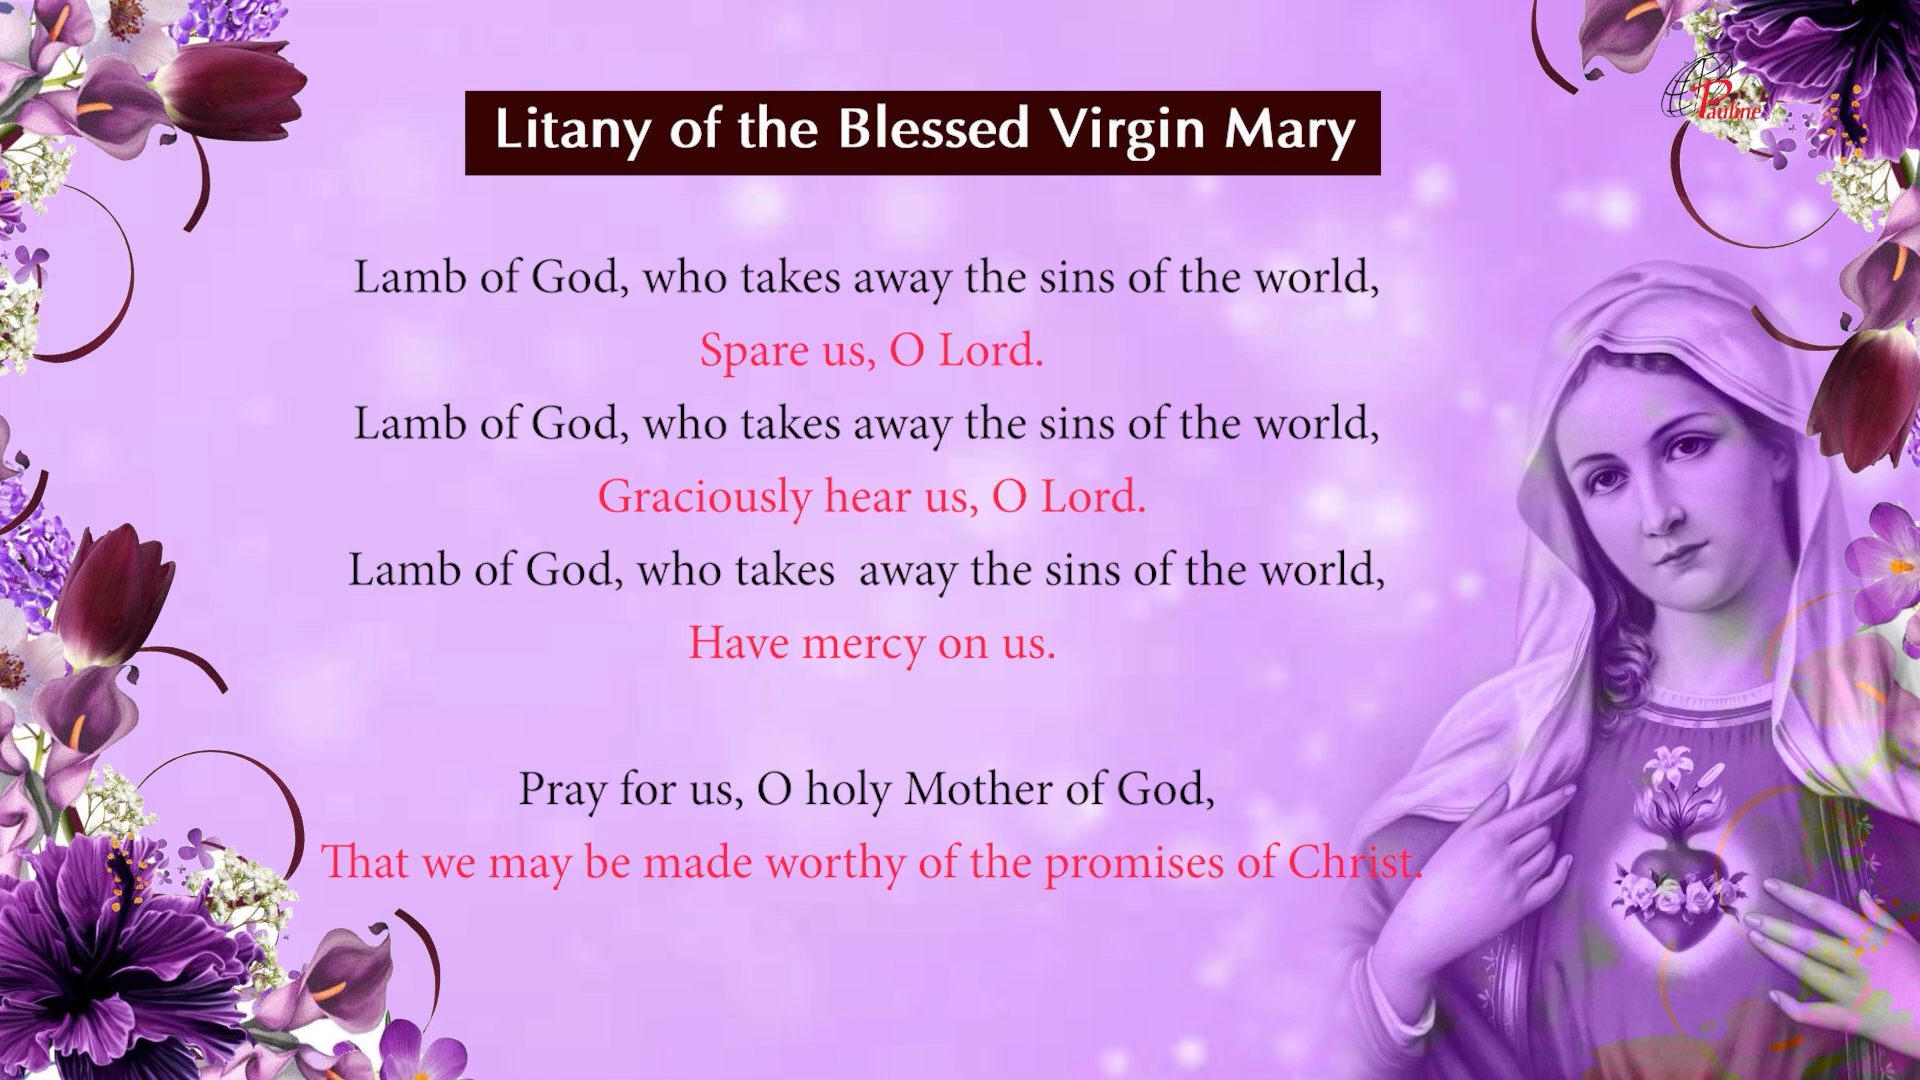 Pauline
Litany of the Blessed Virgin Mary
Lamb of God, who takes away the sins of the world,
Spare us, O Lord.
Lamb of God, who takes away the sins of the world,
Graciously hear us, O Lord.
Lamb of God, who takes  away the sins of the world,
Have mercy on us.
Pray for us, O holy Mother of God,
That we may be made worthy of the promises of Christ.